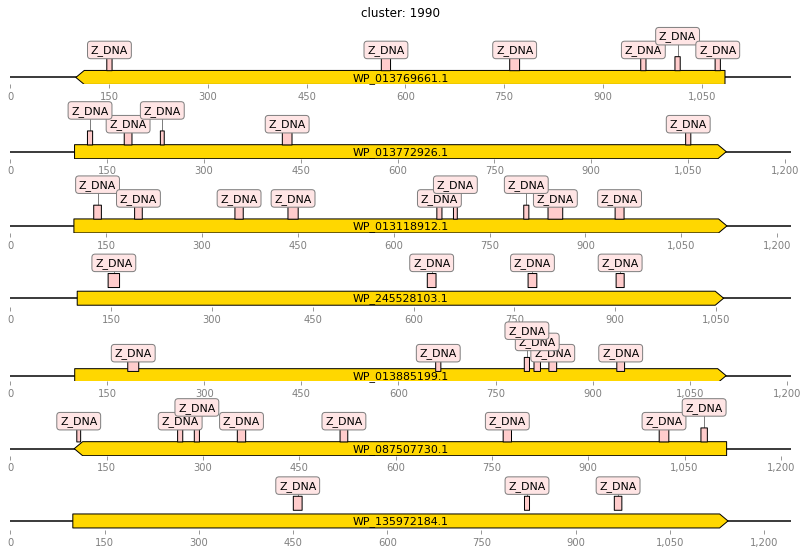 cluster: 1990
Z_DNA
Z_DNA Z_DNA Z_DNA Z_DNA Z_DNA
WP_013769661.1
0 150 300 450 600 750 900 1,050
Z_DNA Z_DNA
Z_DNA Z_DNA Z_DNA
WP_013772926.1
0 150 300 450 600 750 900 1,050 1,200
Z_DNA Z_DNA Z_DNA
Z_DNA Z_DNA Z_DNA Z_DNA Z_DNA Z_DNA
WP_013118912.1
0 150 300 450 600 750 900 1,050 1,200
Z_DNA Z_DNA Z_DNA Z_DNA
WP_245528103.1
0 150 300 450 600 750 900 1,050
Z_DNA
Z_DNA
Z_DNA Z_DNA Z_DNA Z_DNA
WP_013885199.1
0 150 300 450 600 750 900 1,050 1,200
Z_DNA Z_DNA
Z_DNA Z_DNA Z_DNA Z_DNA Z_DNA Z_DNA
WP_087507730.1
0 150 300 450 600 750 900 1,050 1,200
Z_DNA Z_DNA Z_DNA
WP_135972184.1
0 150 300 450 600 750 900 1,050 1,200